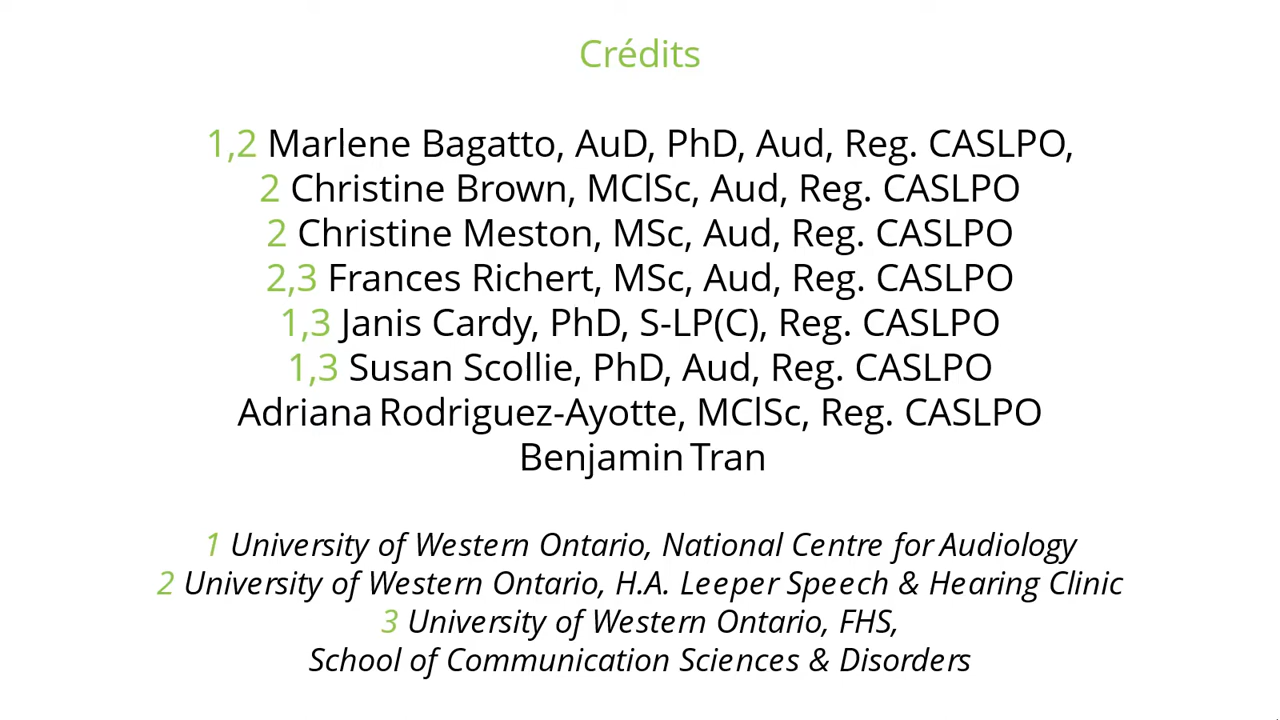 Crédits
1,2 Marlene Bagatto, AuD, PhD, Aud, Reg. CASLPO,
2 Christine Brown, MClSc, Aud, Reg. CASLPO
2 Christine Meston, MSc, Aud, Reg. CASLPO
2,3 Frances Richert, MSc, Aud, Reg. CASLPO
1,3 Janis Cardy, PhD, S-LP(C), Reg. CASLPO
1,3 Susan Scollie, PhD, Aud, Reg. CASLPO
Adriana Rodriguez-Ayotte, MClSc, Reg. CASLPO
Benjamin Tran
1 University of Western Ontario, National Centre for Audiology
2 University of Western Ontario, H.A. Leeper Speech & Hearing Clinic
3 University of Western Ontario, FHS,
School of Communication Sciences & Disorders